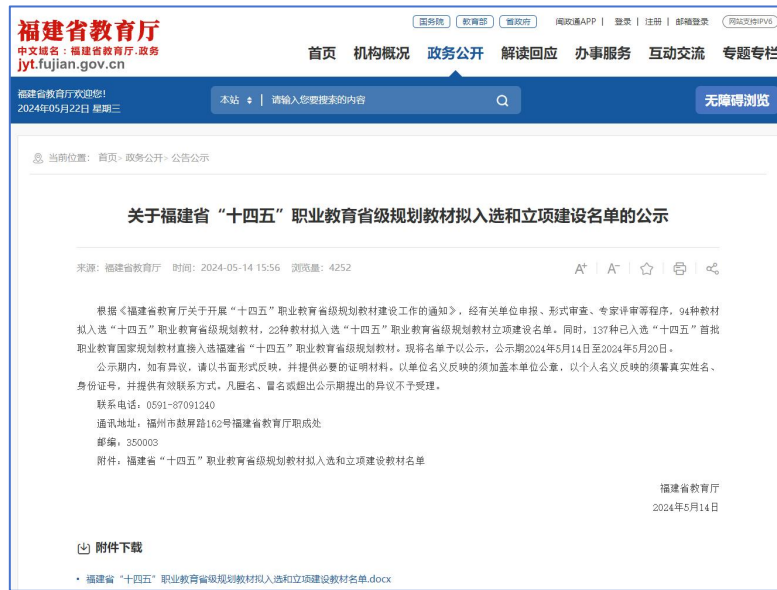 福建省教育厅
中文域名：福建省教育厅.政务
jyt.fujian.gov.cn
国务院 教育部 省政府 闽政通APP | 登录 | 注册 | 邮箱登录 网站支持IPV6
首页 机构概况 政务公开 解读回应 办事服务 互动交流 专题专栏
福建省教育厅欢迎您!
2024年05月22日 星期三
本站 | 请输入您要搜索的内容
无障碍浏览
当前位置： 首页> 政务公开> 公告公示
关于福建省“十四五”职业教育省级规划教材拟入选和立项建设名单的公示
来源：福建省教育厅 时间：2024-05-14 15:56 浏览量：4252
A+ A-
根据《福建省教育厅关于开展“十四五”职业教育省级规划教材建设工作的通知》，经有关单位申报、形式审查、专家评审等程序，94种教材
拟入选“十四五”职业教育省级规划教材，22种教材拟入选“十四五”职业教育省级规划教材立项建设名单。同时，137种已入选“十四五”首批
职业教育国家规划教材直接入选福建省“十四五”职业教育省级规划教材。现将名单予以公示，公示期2024年5月14日至2024年5月20日。
公示期内，如有异议，请以书面形式反映，并提供必要的证明材料。以单位名义反映的须加盖本单位公章，以个人名义反映的须署真实姓名、
身份证号，并提供有效联系方式。凡匿名、冒名或超出公示期提出的异议不予受理。
联系电话：0591-87091240
通讯地址：福州市鼓屏路162号福建省教育厅职成处
邮编：350003
附件：福建省“十四五”职业教育省级规划教材拟入选和立项建设教材名单
福建省教育厅
2024年5月14日
附件下载
• 福建省“十四五”职业教育省级规划教材拟入选和立项建设教材名单.docx